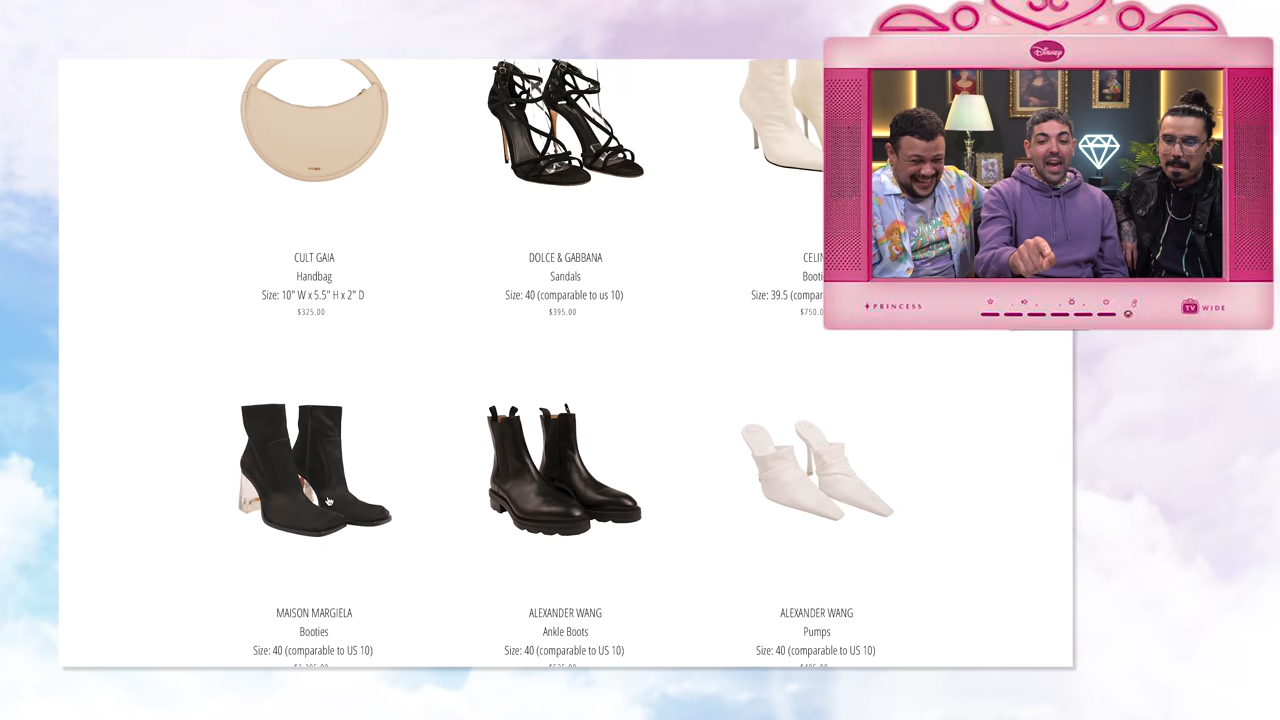 CULT GAIA
Handbag
Size: 10" W x 5.5" H x 2" D
$325.00
DOLCE & GABBANA
Sandals
Size: 40 (comparable to us 10)
$395.00
CELIN
Booti
Size: 39.5 (compar
$750.0
Disney
PRINCESS
TV WIDE
MAISON MARGIELA
Booties
Size: 40 (comparable to US 10)
ALEXANDER WANG
Ankle Boots
Size: 40 (comparable to US 10)
ALEXANDER WANG
Pumps
Size: 40 (comparable to US 10)